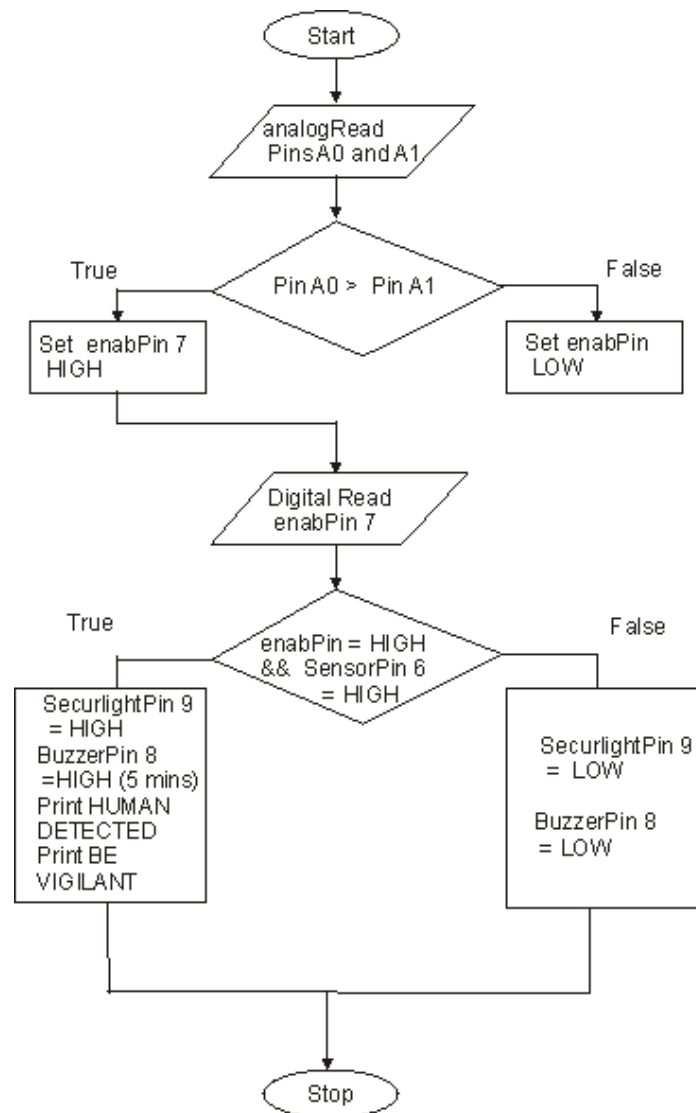 Start
analogRead
Pins A0 and A1
Pin A0 > Pin A1
True
False
Set enabPin 7
HIGH
Set enabPin
LOW
Digital Read
enabPin 7
True
False
enabPin = HIGH
&& SensorPin 6
= HIGH
SecurlightPin 9
= HIGH
BuzzerPin 8
=HIGH (5 mins)
Print HUMAN
DETECTED
Print BE
VIGILANT
SecurlightPin 9
= LOW
BuzzerPin 8
= LOW
Stop